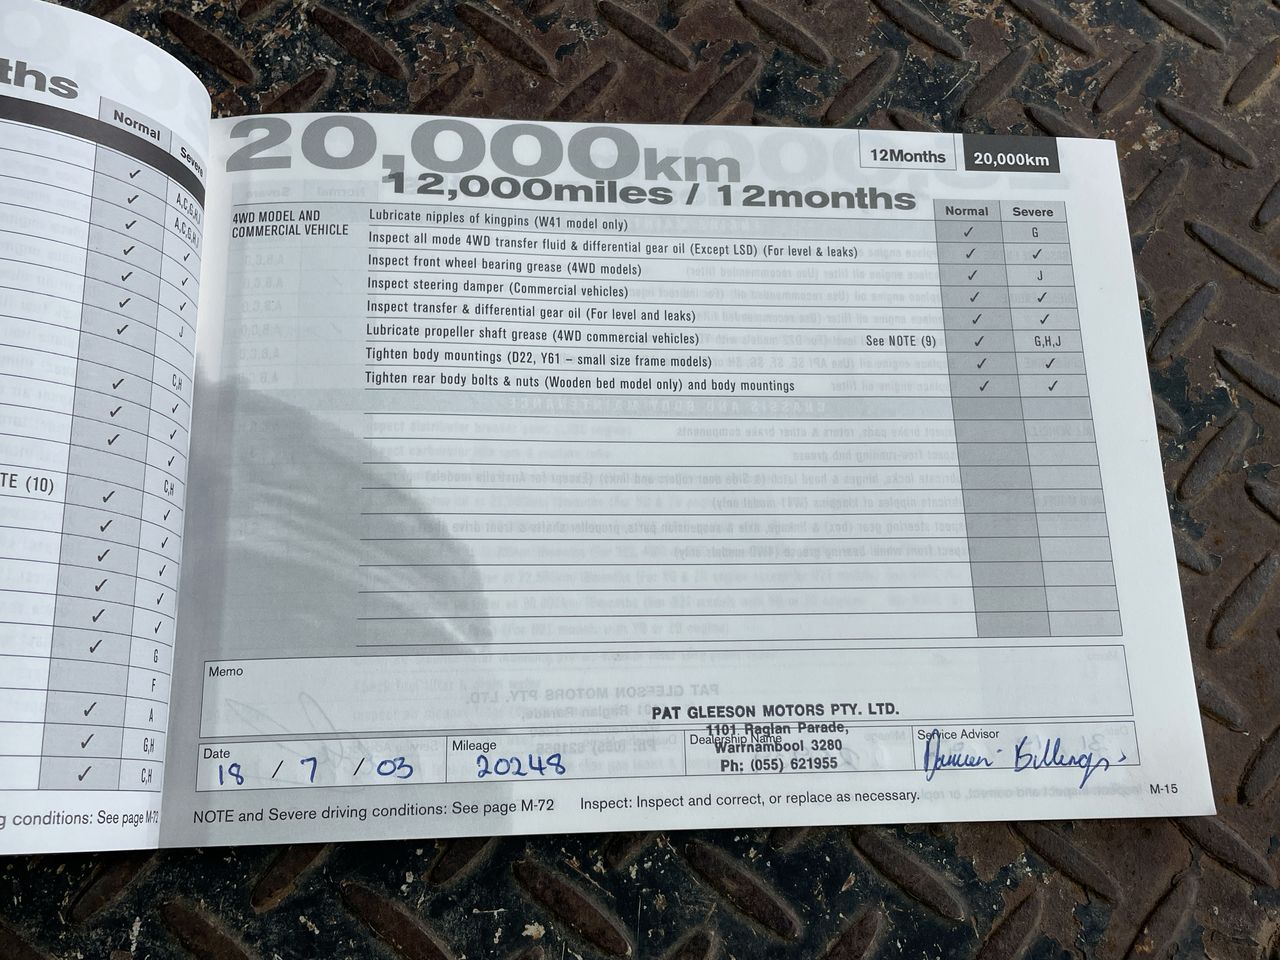 ths
Normal
Severe
A,C,G,H,J
A,C,G,H,J
J
C,H
C,H
TE (10)
G
F
A
G,H
C,H
g conditions: See page M-72
20,000km
12,000miles / 12months
12Months 20,000km
Normal Severe
4WD MODEL AND
COMMERCIAL VEHICLE
Lubricate nipples of kingpins (W41 model only) ✓ G
Inspect all mode 4WD transfer fluid & differential gear oil (Except LSD) (For level & leaks) ✓ ✓
Inspect front wheel bearing grease (4WD models) ✓ J
Inspect steering damper (Commercial vehicles) ✓ ✓
Inspect transfer & differential gear oil (For level and leaks) ✓ ✓
Lubricate propeller shaft grease (4WD commercial vehicles) See NOTE (9) ✓ G,H,J
Tighten body mountings (D22, Y61 – small size frame models) ✓ ✓
Tighten rear body bolts & nuts (Wooden bed model only) and body mountings ✓ ✓
Memo
PAT GLEESON MOTORS PTY. LTD.
1101 Raglan Parade,
Warrnambool 3280
Ph: (055) 621955
Date
18 / 7 / 03
Mileage
20248
Dealership Name
Service Advisor
Damien Billings
NOTE and Severe driving conditions: See page M-72 Inspect: Inspect and correct, or replace as necessary.
M-15